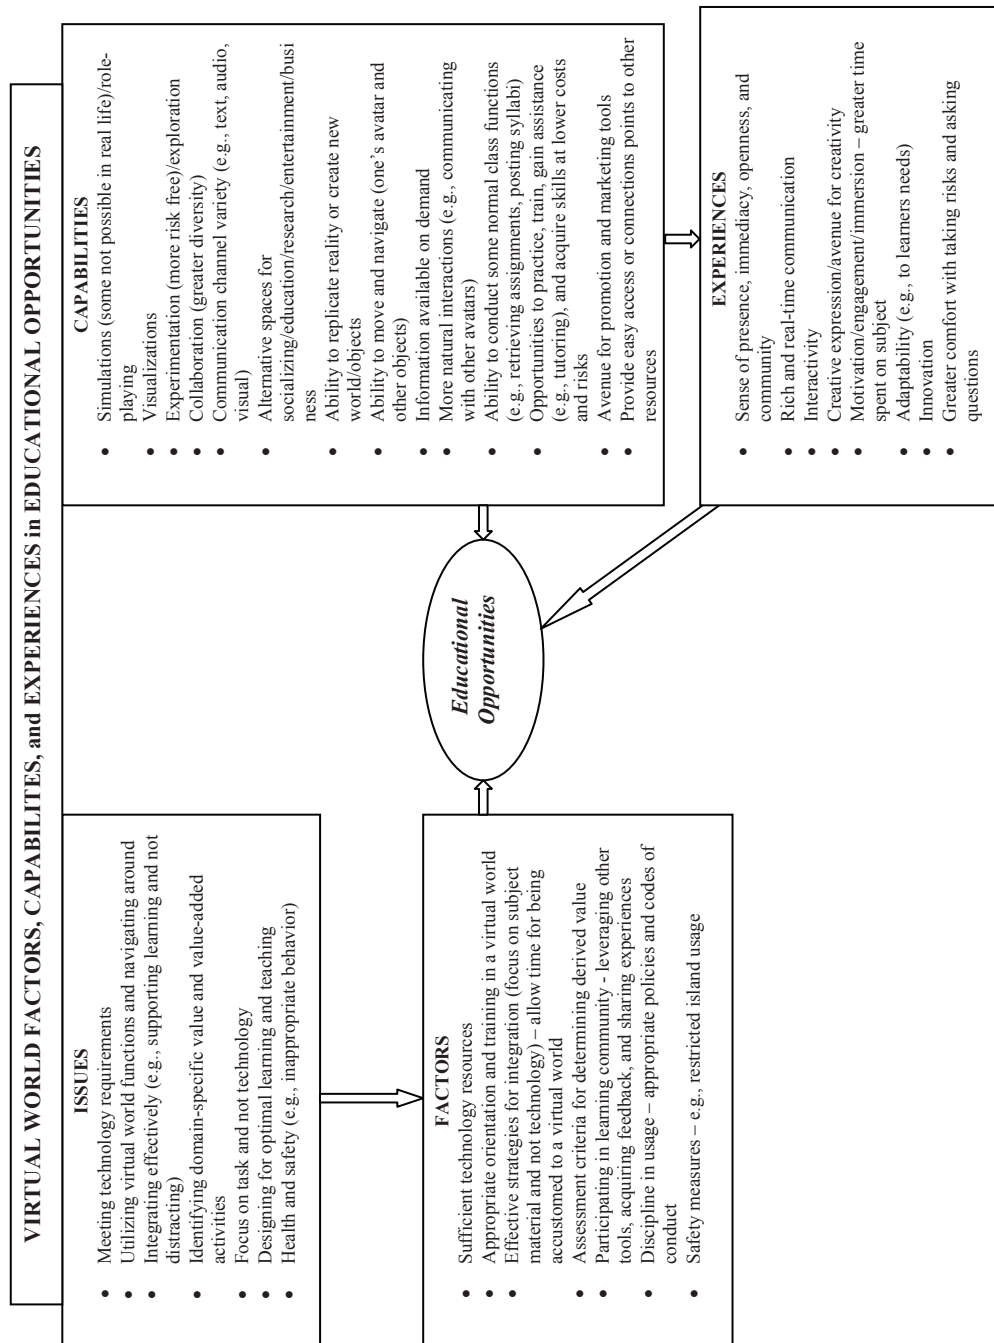 VIRTUAL WORLD FACTORS, CAPABILITES, and EXPERIENCES in EDUCATIONAL OPPORTUNITIES
ISSUES
• Meeting technology requirements
• Utilizing virtual world functions and navigating around
• Integrating effectively (e.g., supporting learning and not
distracting)
• Identifying domain-specific value and value-added
activities
• Focus on task and not technology
• Designing for optimal learning and teaching
• Health and safety (e.g., inappropriate behavior)
FACTORS
• Sufficient technology resources
• Appropriate orientation and training in a virtual world
• Effective strategies for integration (focus on subject
material and not technology) – allow time for being
accustomed to a virtual world
• Assessment criteria for determining derived value
• Participating in learning community - leveraging other
tools, acquiring feedback, and sharing experiences
• Discipline in usage – appropriate policies and codes of
conduct
• Safety measures – e.g., restricted island usage
Educational
Opportunities
CAPABILITIES
• Simulations (some not possible in real life)/role-
playing
• Visualizations
• Experimentation (more risk free)/exploration
• Collaboration (greater diversity)
• Communication channel variety (e.g., text, audio,
visual)
• Alternative spaces for
socializing/education/research/entertainment/busi
ness
• Ability to replicate reality or create new
world/objects
• Ability to move and navigate (one's avatar and
other objects)
• Information available on demand
• More natural interactions (e.g., communicating
with other avatars)
• Ability to conduct some normal class functions
(e.g., retrieving assignments, posting syllabi)
• Opportunities to practice, train, gain assistance
(e.g., tutoring), and acquire skills at lower costs
and risks
• Avenue for promotion and marketing tools
• Provide easy access or connections points to other
resources
EXPERIENCES
• Sense of presence, immediacy, openness, and
community
• Rich and real-time communication
• Interactivity
• Creative expression/avenue for creativity
• Motivation/engagement/immersion – greater time
spent on subject
• Adaptability (e.g., to learners needs)
• Innovation
• Greater comfort with taking risks and asking
questions